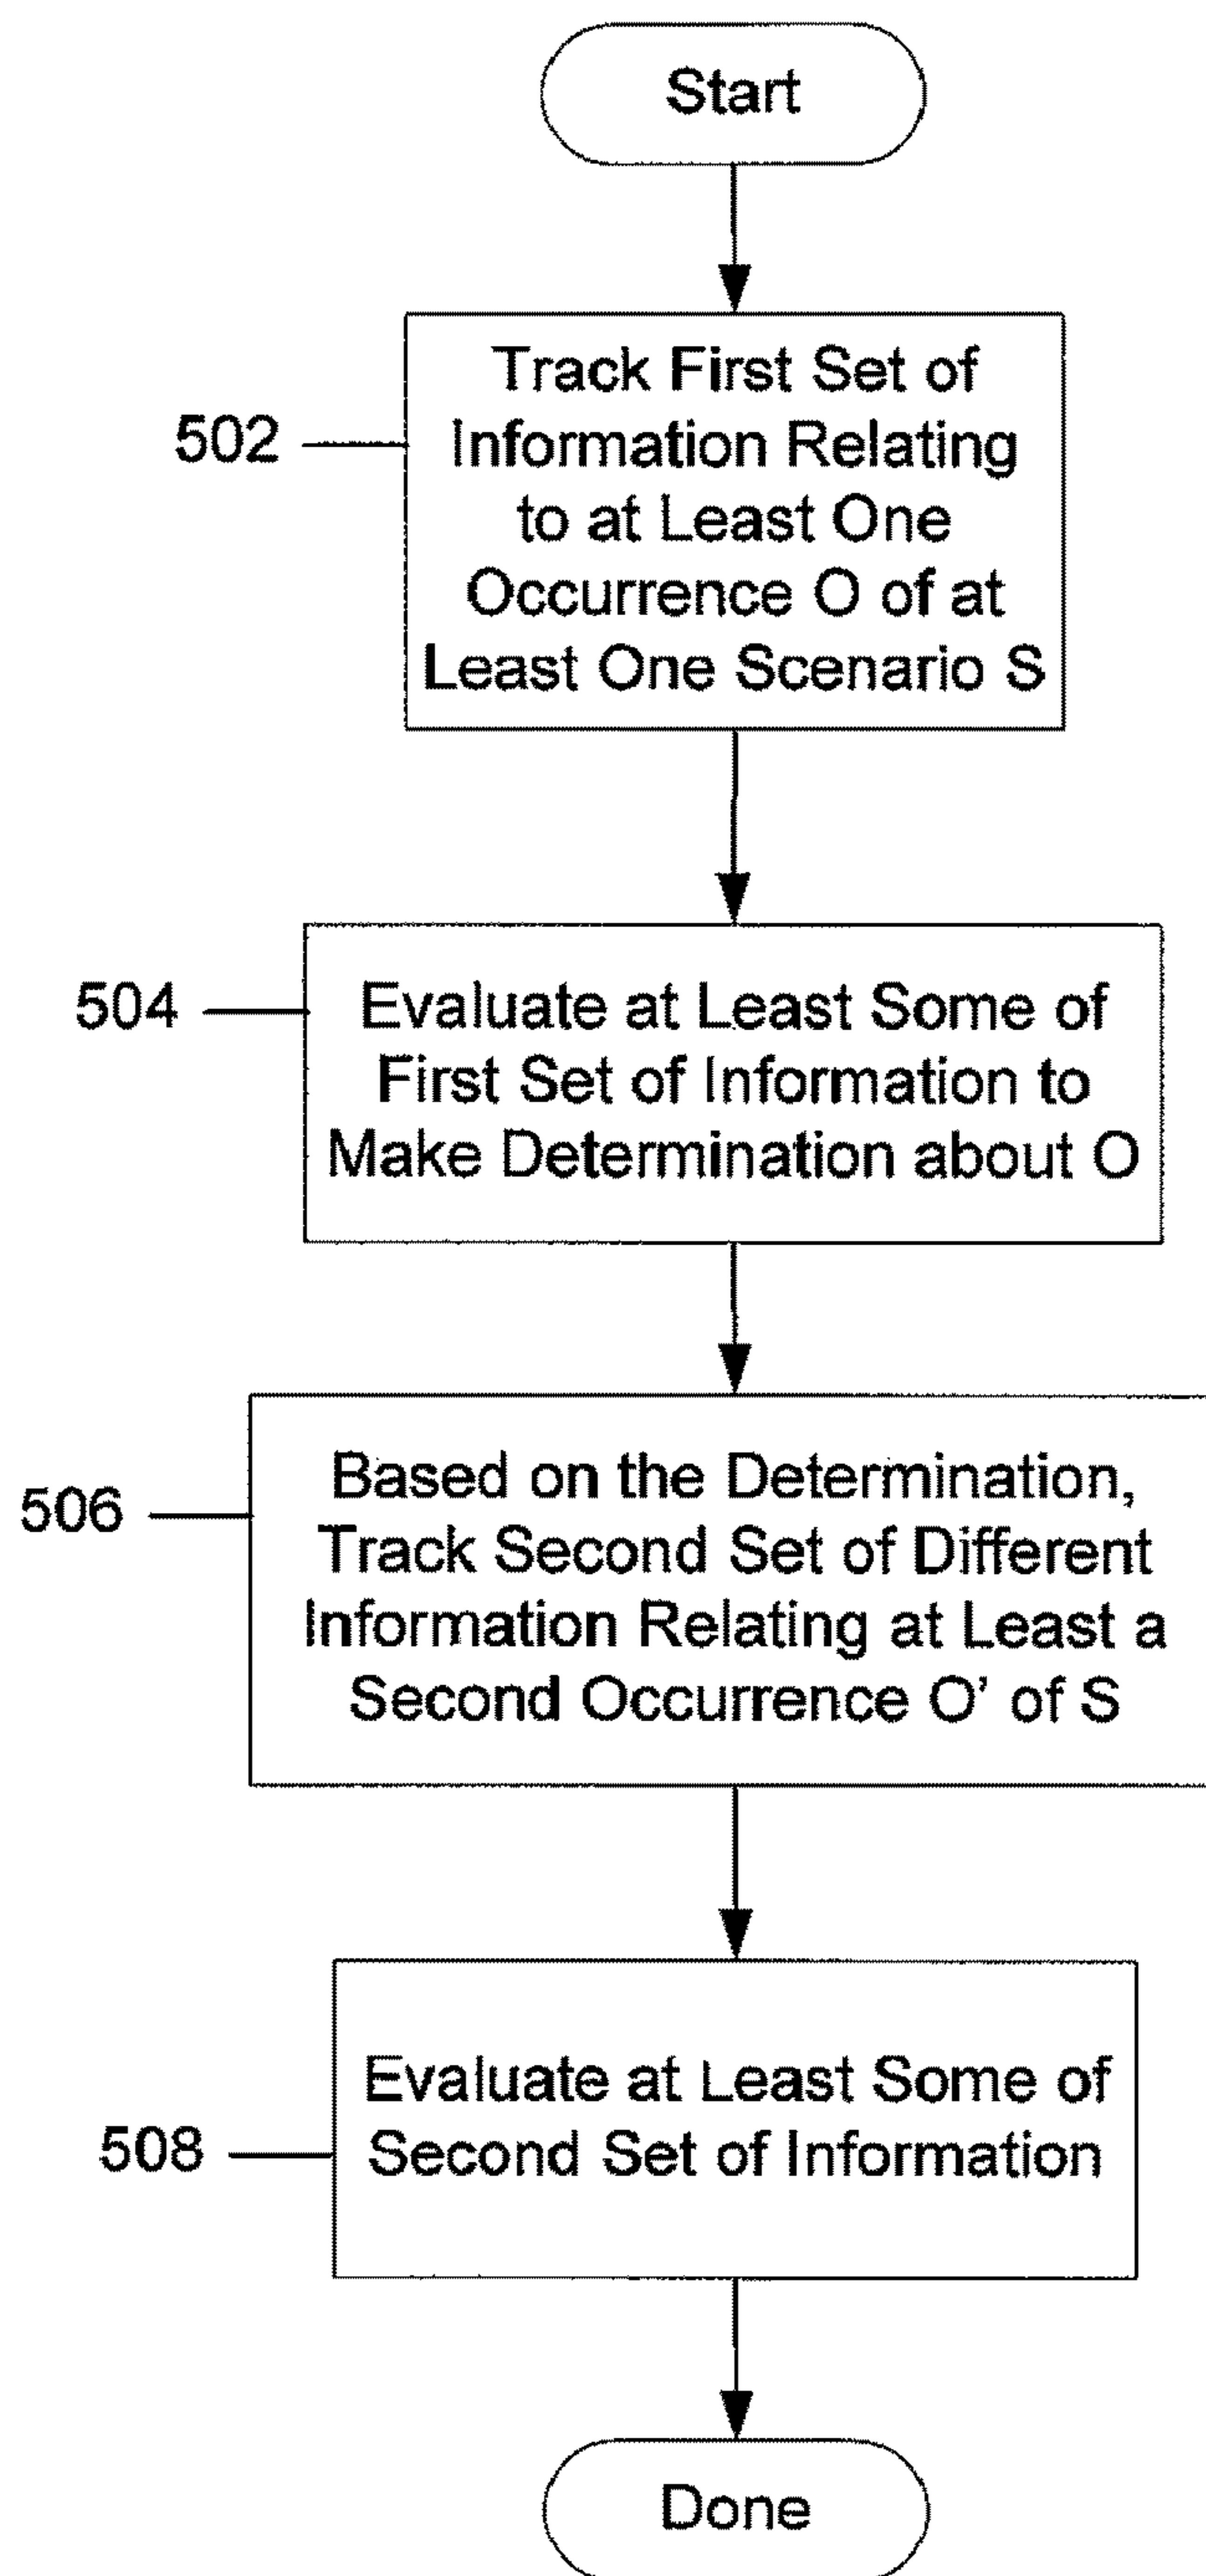 Start
502
Track First Set of
Information Relating
to at Least One
Occurrence O of at
Least One Scenario S
504
Evaluate at Least Some of
First Set of Information to
Make Determination about O
506
Based on the Determination,
Track Second Set of Different
Information Relating at Least a
Second Occurrence O' of S
508
Evaluate at Least Some of
Second Set of Information
Done